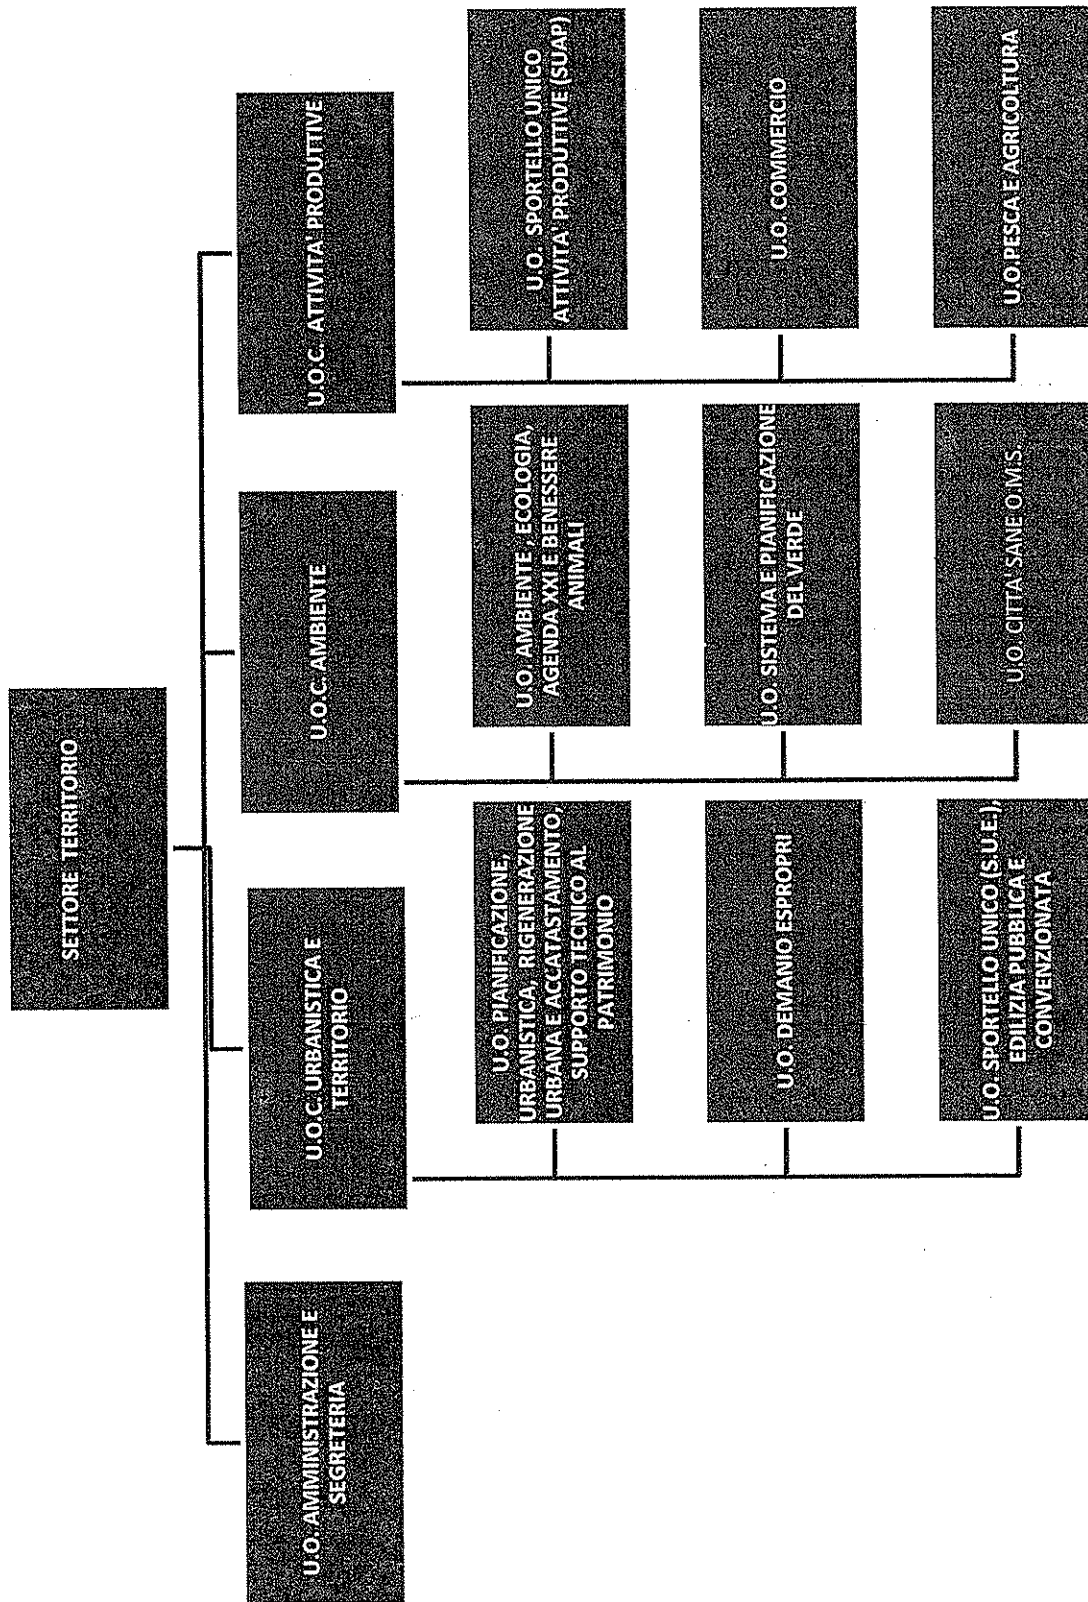 SETTORE TERRITORIO
U.O. AMMINISTRAZIONE E
SEGRETERIA
U.O.C. URBANISTICA E
TERRITORIO
U.O.C. AMBIENTE
U.O.C. ATTIVITA' PRODUTTIVE
U.O. PIANIFICAZIONE,
URBANISTICA, RIGENERAZIONE
URBANA E ACCATASTAMENTO,
SUPPORTO TECNICO AL
PATRIMONIO
U.O. AMBIENTE, ECOLOGIA,
AGENDA XXI E BENESSERE
ANIMALI
U.O. SPORTELLO UNICO
ATTIVITA' PRODUTTIVE (SUAP)
U.O. DEMANIO ESPROPRI
U.O. SISTEMA E PIANIFICAZIONE
DEL VERDE
U.O. COMMERCIO
U.O. SPORTELLO UNICO (S.U.E),
EDILIZIA PUBBLICA E
CONVENZIONATA
U.O. CITTA' SANE O.M.S.
U.O.PESCA E AGRICOLTURA